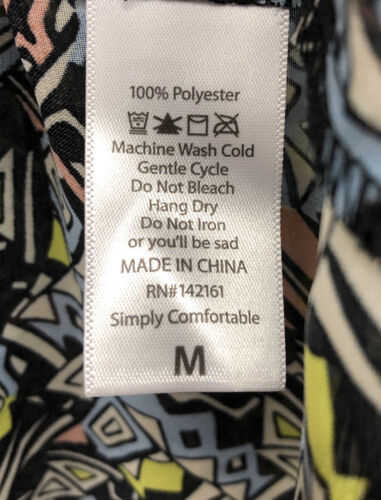 100% Polyester
Machine Wash Cold
Gentle Cycle
Do Not Bleach
Hang Dry
Do Not Iron
or you'll be sad
MADE IN CHINA
RN#142161
Simply Comfortable
M